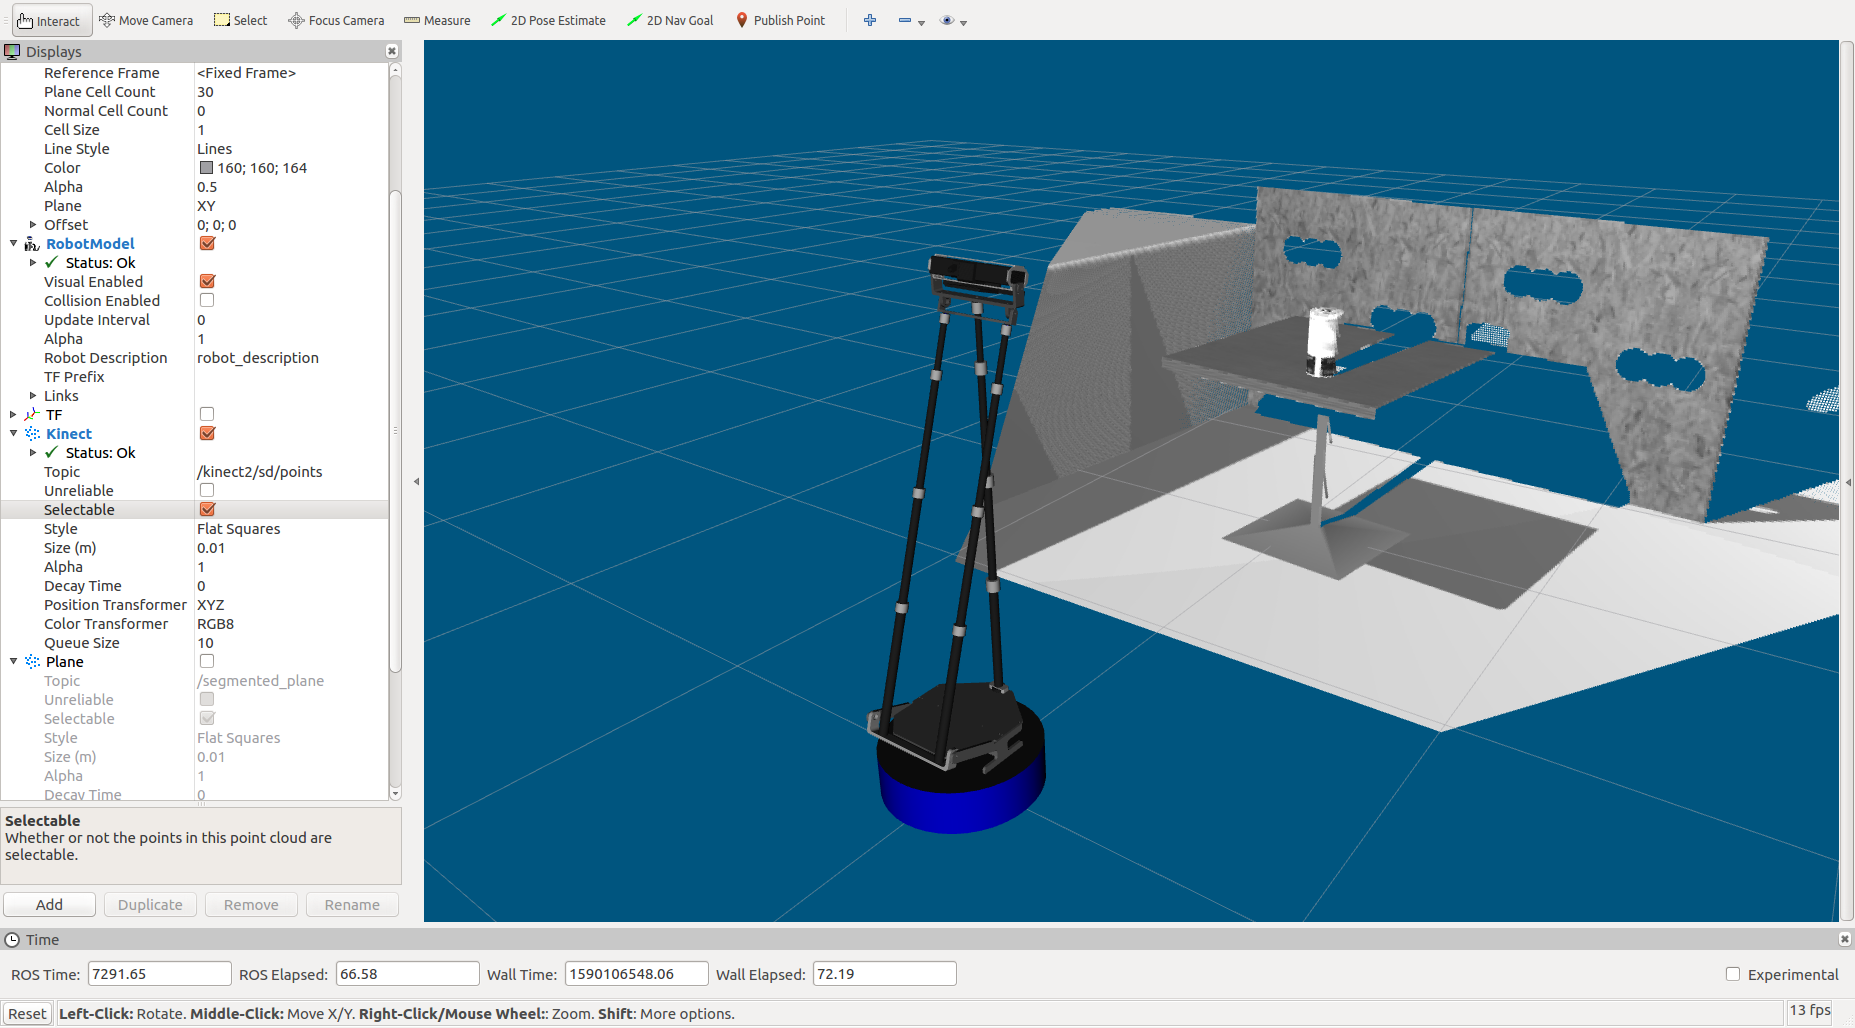 Interact Move Camera Select Focus Camera Measure 2D Pose Estimate 2D Nav Goal Publish Point
Displays
Reference Frame <Fixed Frame>
Plane Cell Count 30
Normal Cell Count 0
Cell Size 1
Line Style Lines
Color 160; 160; 164
Alpha 0.5
Plane XY
Offset 0; 0; 0
RobotModel
Status: Ok
Visual Enabled
Collision Enabled
Update Interval 0
Alpha 1
Robot Description robot_description
TF Prefix
Links
TF
Kinect
Status: Ok
Topic /kinect2/sd/points
Unreliable
Selectable
Style Flat Squares
Size (m) 0.01
Alpha 1
Decay Time 0
Position Transformer XYZ
Color Transformer RGB8
Queue Size 10
Plane
Topic /segmented_plane
Unreliable
Selectable
Style Flat Squares
Size (m) 0.01
Alpha 1
Decay Time 0
Selectable
Whether or not the points in this point cloud are
selectable.
Add Duplicate Remove Rename
Time
ROS Time: 7291.65 ROS Elapsed: 66.58 Wall Time: 1590106548.06 Wall Elapsed: 72.19 Experimental
Reset Left-Click: Rotate. Middle-Click: Move X/Y. Right-Click/Mouse Wheel:: Zoom. Shift: More options. 13 fps